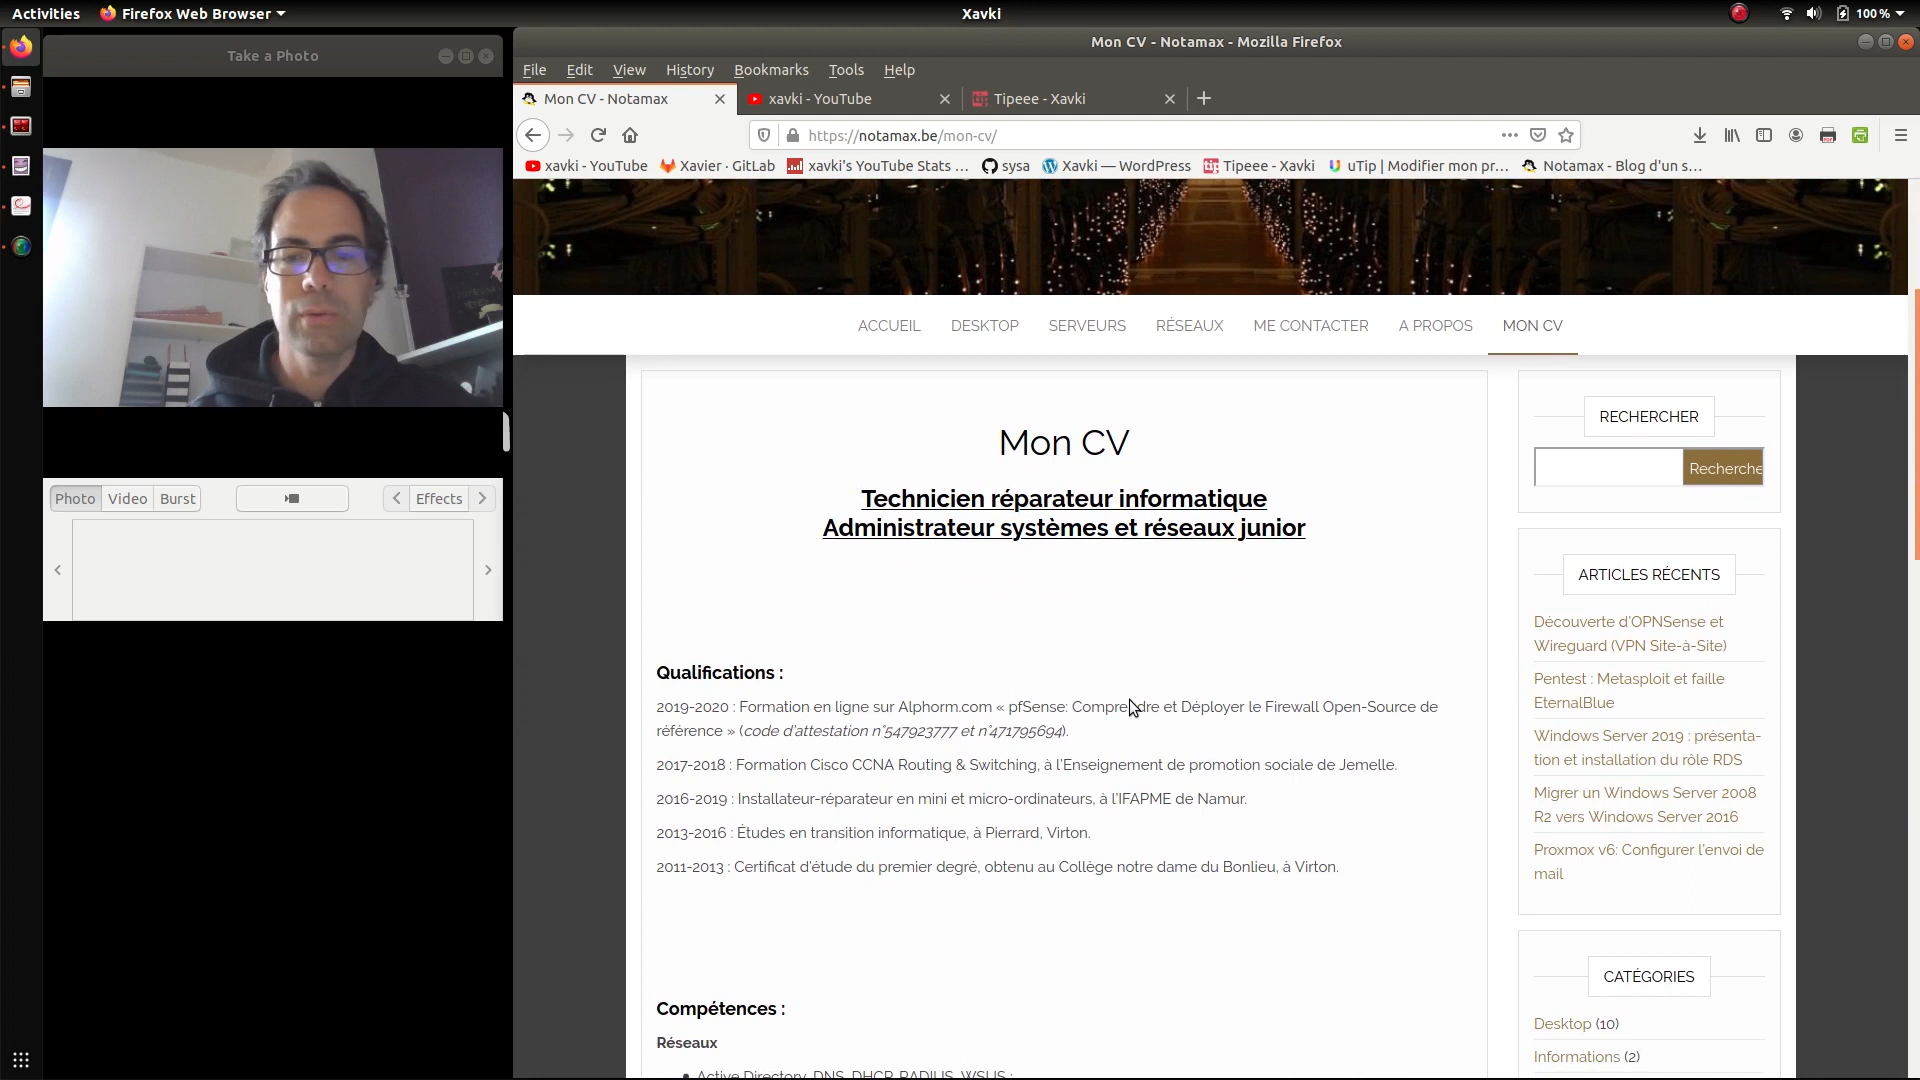 Activities
Firefox Web Browser
Xavki
100 %
Take a Photo
Mon CV - Notamax - Mozilla Firefox
File Edit View History Bookmarks Tools Help
Mon CV - Notamax
xavki - YouTube
Tipeee - Xavki
https://notamax.be/mon-cv/
xavki - YouTube
Xavier · GitLab
xavki's YouTube Stats ...
sysa
Xavki — WordPress
Tipeee - Xavki
uTip | Modifier mon pr...
Notamax - Blog d'un s...
ACCUEIL DESKTOP SERVEURS RÉSEAUX ME CONTACTER A PROPOS MON CV
Photo Video Burst
Effects
Mon CV
Technicien réparateur informatique
Administrateur systèmes et réseaux junior
Qualifications :
2019-2020 : Formation en ligne sur Alphorm.com « pfSense: Comprendre et Déployer le Firewall Open-Source de
référence » (code d'attestation n°547923777 et n°471795694).
2017-2018 : Formation Cisco CCNA Routing & Switching, à l'Enseignement de promotion sociale de Jemelle.
2016-2019 : Installateur-réparateur en mini et micro-ordinateurs, à l'IFAPME de Namur.
2013-2016 : Études en transition informatique, à Pierrard, Virton.
2011-2013 : Certificat d'étude du premier degré, obtenu au Collège notre dame du Bonlieu, à Virton.
Compétences :
Réseaux
Active Directory, DNS, DHCP, RADIUS, WSUS ;
RECHERCHER
Recherche
ARTICLES RÉCENTS
Découverte d'OPNSense et
Wireguard (VPN Site-à-Site)
Pentest : Metasploit et faille
EternalBlue
Windows Server 2019 : présenta-
tion et installation du rôle RDS
Migrer un Windows Server 2008
R2 vers Windows Server 2016
Proxmox v6: Configurer l'envoi de
mail
CATÉGORIES
Desktop (10)
Informations (2)